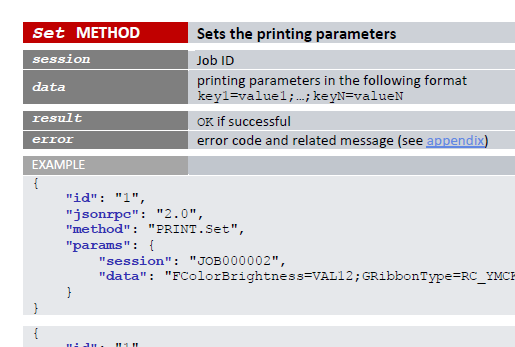 Set METHOD Sets the printing parameters
session Job ID
data printing parameters in the following format
key1=value1;…;keyN=valueN
result OK if successful
error error code and related message (see appendix)
EXAMPLE
{
"id": "1",
"jsonrpc": "2.0",
"method": "PRINT.Set",
"params": {
"session": "JOB000002",
"data": "FColorBrightness=VAL12;GRibbonType=RC_YMCK
}
}
{
"id": "1"